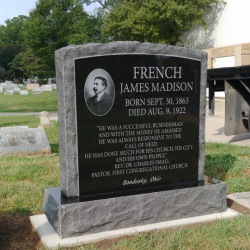 FRENCH
JAMES MADISON
BORN SEPT. 30, 1863
DIED AUG. 9, 1922
"HE WAS A SUCCESSFUL BUSINESSMAN
AND WITH THE MONEY HE AMASSED
HE WAS ALWAYS RESPONSIVE TO THE
CALL OF NEED.
HE HAS DONE MUCH FOR HIS CHURCH, HIS CITY
AND HIS OWN PEOPLE."
REV. DR. CHARLES SMALL
PASTOR, FIRST CONGREGATIONAL CHURCH
Sandusky, Ohio